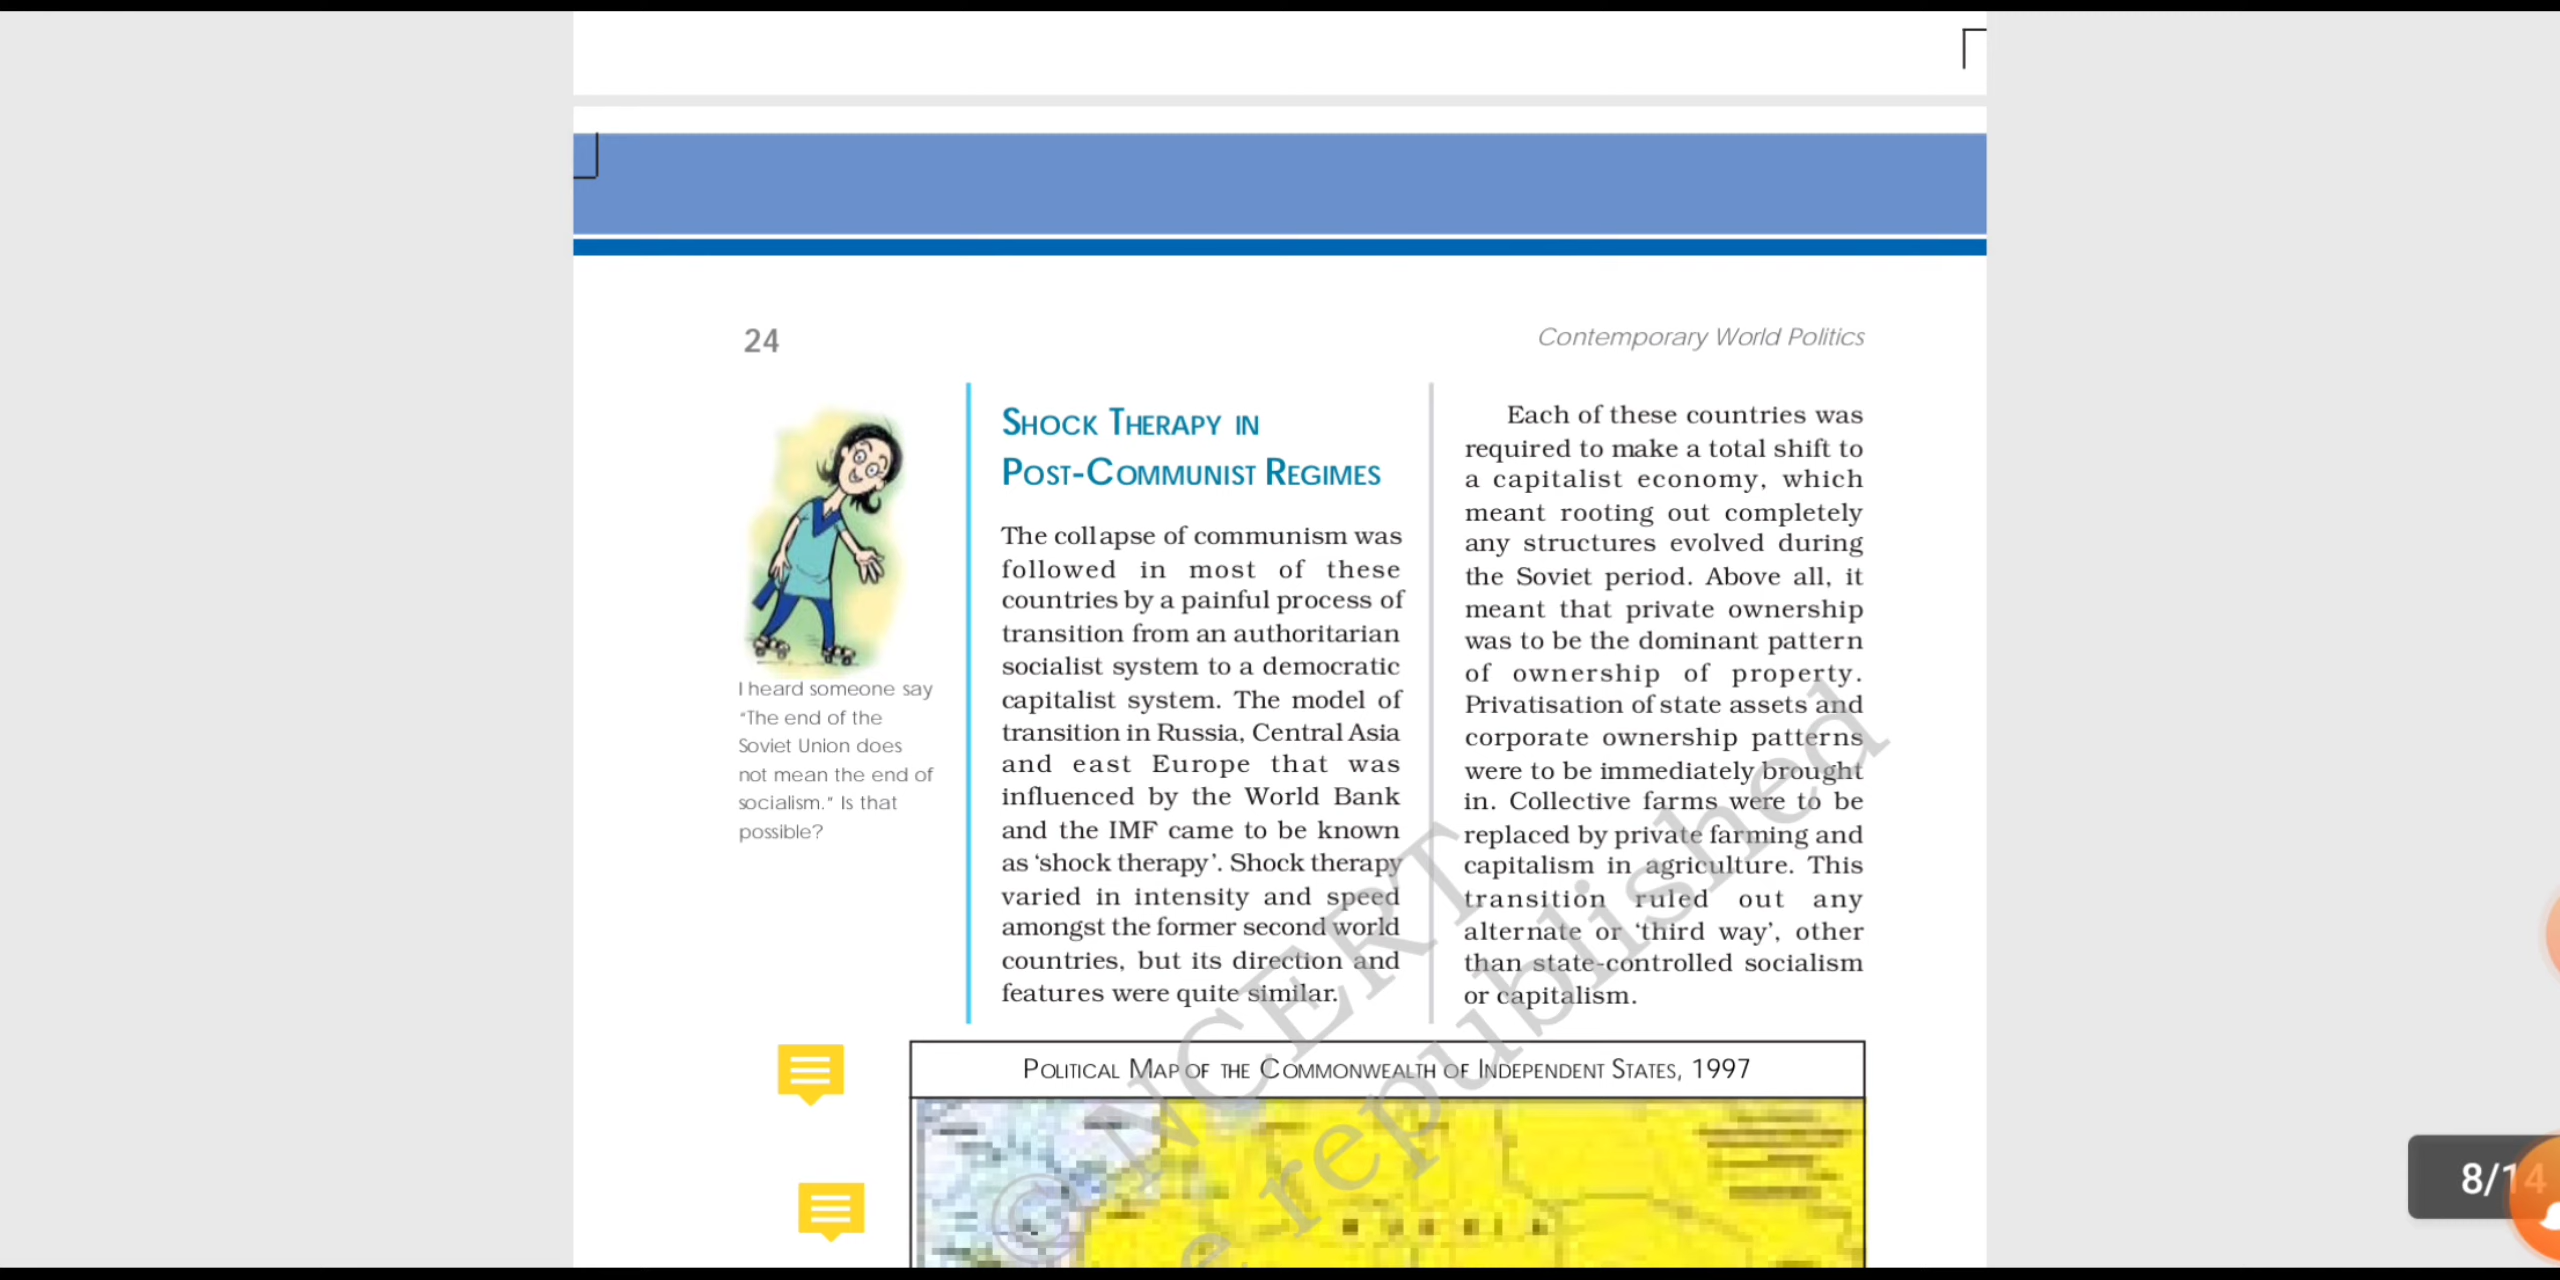 24
Contemporary World Politics
I heard someone say
“The end of the
Soviet Union does
not mean the end of
socialism.” Is that
possible?
SHOCK THERAPY IN
POST-COMMUNIST REGIMES
The collapse of communism was
followed in most of these
countries by a painful process of
transition from an authoritarian
socialist system to a democratic
capitalist system. The model of
transition in Russia, Central Asia
and east Europe that was
influenced by the World Bank
and the IMF came to be known
as ‘shock therapy’. Shock therapy
varied in intensity and speed
amongst the former second world
countries, but its direction and
features were quite similar.
Each of these countries was
required to make a total shift to
a capitalist economy, which
meant rooting out completely
any structures evolved during
the Soviet period. Above all, it
meant that private ownership
was to be the dominant pattern
of ownership of property.
Privatisation of state assets and
corporate ownership patterns
were to be immediately brought
in. Collective farms were to be
replaced by private farming and
capitalism in agriculture. This
transition ruled out any
alternate or ‘third way’, other
than state-controlled socialism
or capitalism.
POLITICAL MAP OF THE COMMONWEALTH OF INDEPENDENT STATES, 1997
© NCERT
republished
8/14